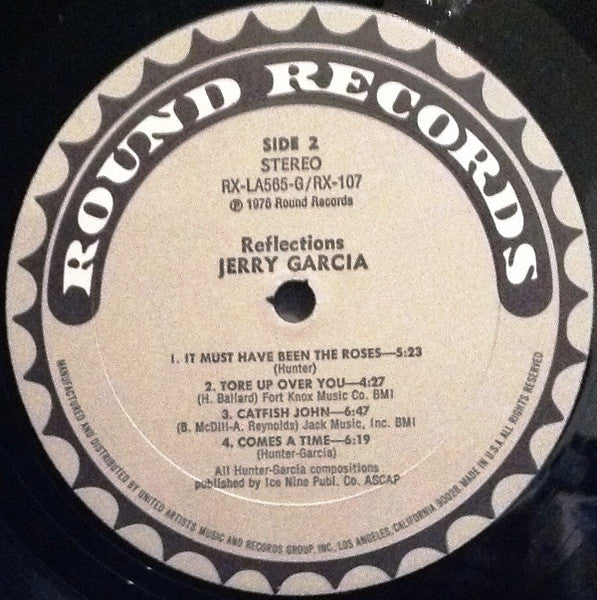 ROUND RECORDS
SIDE 2
STEREO
RX-LA565-G/RX-107
℗ 1976 Round Records
Reflections
JERRY GARCIA
1. IT MUST HAVE BEEN THE ROSES—5:23
(Hunter)
2. TORE UP OVER YOU—4:27
(H. Ballard) Fort Knox Music Co. BMI
3. CATFISH JOHN—6:47
(B. McDill-A. Reynolds) Jack Music, Inc. BMI
4. COMES A TIME—6:19
(Hunter-Garcia)
All Hunter-Garcia compositions
published by Ice Nine Publ. Co. ASCAP
MANUFACTURED AND DISTRIBUTED BY UNITED ARTISTS MUSIC AND RECORDS GROUP, INC., LOS ANGELES, CALIFORNIA 90028. MADE IN U.S.A. ALL RIGHTS RESERVED